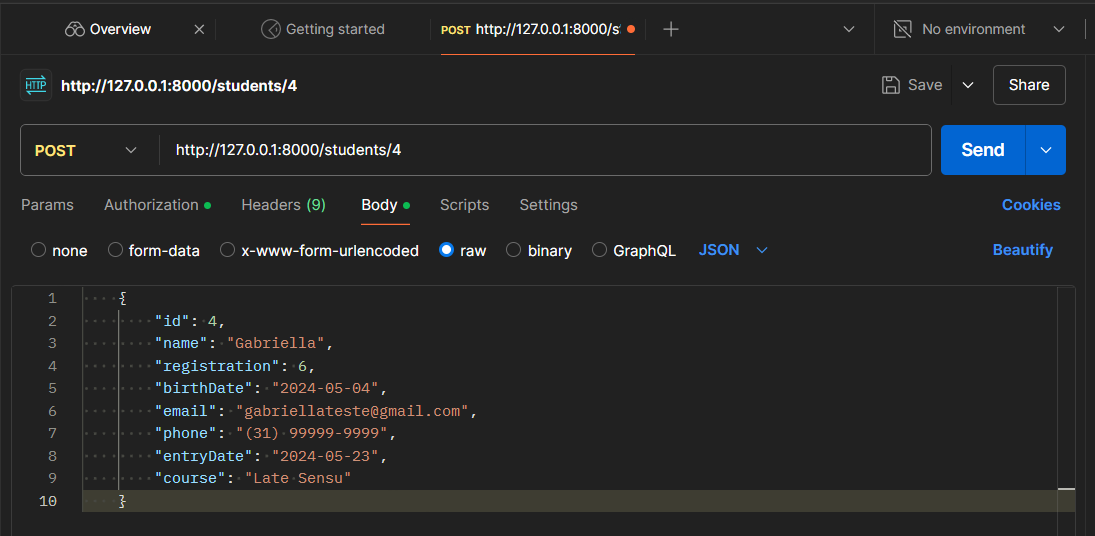 Overview
Getting started
POST http://127.0.0.1:8000/s
No environment
HTTP http://127.0.0.1:8000/students/4
Save
Share
POST http://127.0.0.1:8000/students/4
Send
Params Authorization Headers (9) Body Scripts Settings Cookies
none form-data x-www-form-urlencoded raw binary GraphQL JSON Beautify
1 {
2 "id": 4,
3 "name": "Gabriella",
4 "registration": 6,
5 "birthDate": "2024-05-04",
6 "email": "gabriellateste@gmail.com",
7 "phone": "(31) 99999-9999",
8 "entryDate": "2024-05-23",
9 "course": "Late Sensu"
10 }